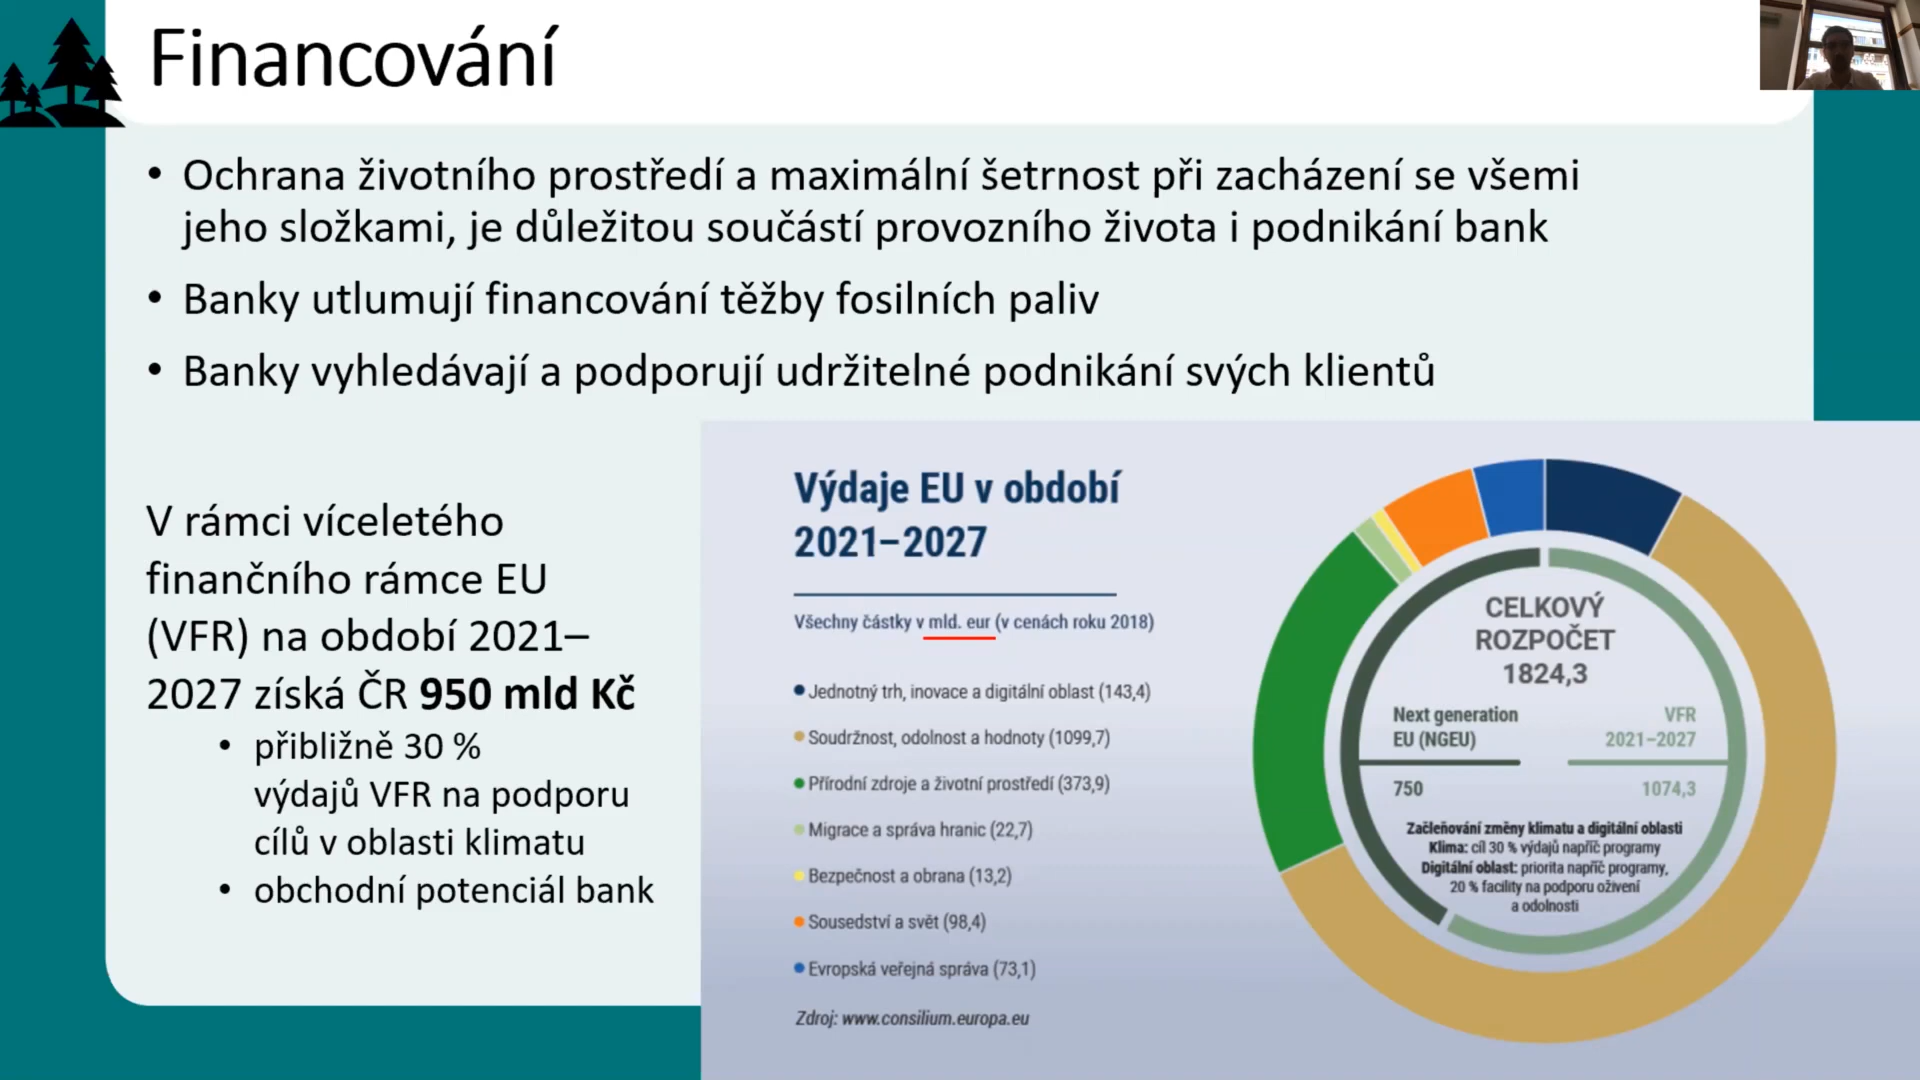 Financování
• Ochrana životního prostředí a maximální šetrnost při zacházení se všemi
jeho složkami, je důležitou součástí provozního života i podnikání bank
• Banky utlumují financování těžby fosilních paliv
• Banky vyhledávají a podporují udržitelné podnikání svých klientů
V rámci víceletého
finančního rámce EU
(VFR) na období 2021–
2027 získá ČR 950 mld Kč
• přibližně 30 %
výdajů VFR na podporu
cílů v oblasti klimatu
• obchodní potenciál bank
Výdaje EU v období
2021–2027
Všechny částky v mld. eur (v cenách roku 2018)
Jednotný trh, inovace a digitální oblast (143,4)
Soudržnost, odolnost a hodnoty (1099,7)
Přírodní zdroje a životní prostředí (373,9)
Migrace a správa hranic (22,7)
Bezpečnost a obrana (13,2)
Sousedství a svět (98,4)
Evropská veřejná správa (73,1)
Zdroj: www.consilium.europa.eu
CELKOVÝ
ROZPOČET
1824,3
Next generation
EU (NGEU)
750
VFR
2021–2027
1074,3
Začleňování změny klimatu a digitální oblasti
Klima: cíl 30 % výdajů napříč programy
Digitální oblast: priorita napříč programy,
20 % facility na podporu oživení
a odolnosti